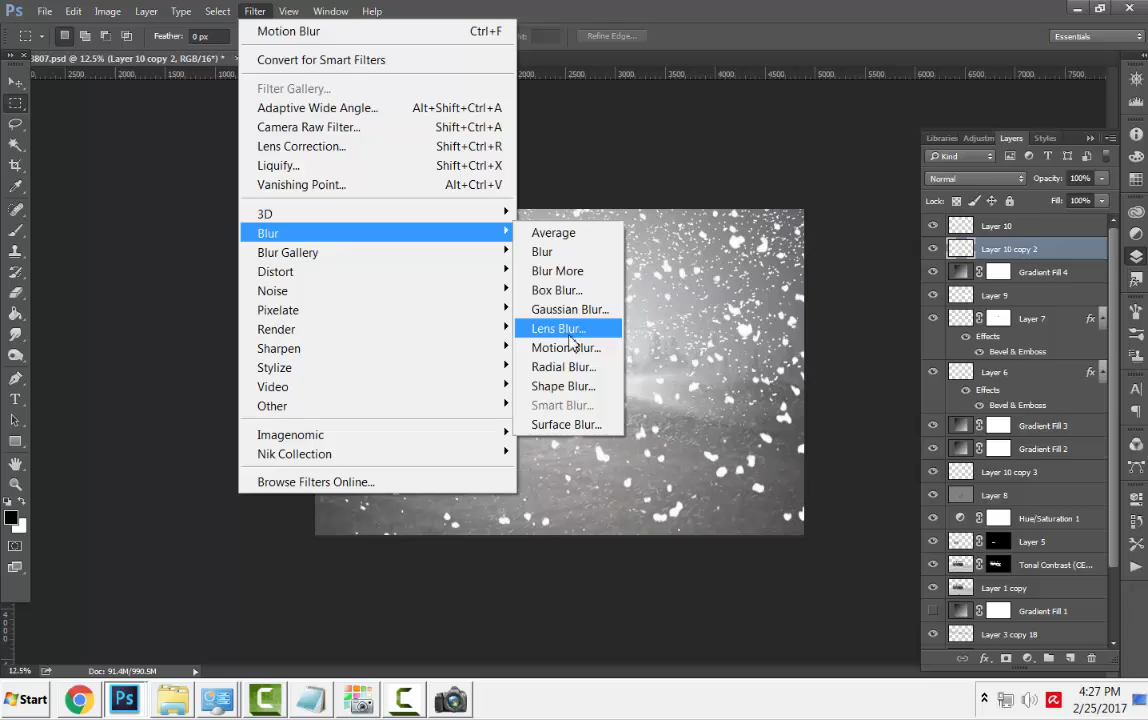 Ps File Edit Image Layer Type Select Filter View Window Help
Feather: 0 px
Refine Edge...
Essentials
3807.psd @ 12.5% (Layer 10 copy 2, RGB/16*) *
2500 2000 1500 1000 2500 3000 3500 4000 4500 5000 5500 6000 6500 7000 7500
Motion Blur Ctrl+F
Convert for Smart Filters
Filter Gallery...
Adaptive Wide Angle... Alt+Shift+Ctrl+A
Camera Raw Filter... Shift+Ctrl+A
Lens Correction... Shift+Ctrl+R
Liquify... Shift+Ctrl+X
Vanishing Point... Alt+Ctrl+V
3D
Blur
Blur Gallery
Distort
Noise
Pixelate
Render
Sharpen
Stylize
Video
Other
Imagenomic
Nik Collection
Browse Filters Online...
Average
Blur
Blur More
Box Blur...
Gaussian Blur...
Lens Blur...
Motion Blur...
Radial Blur...
Shape Blur...
Smart Blur...
Surface Blur...
Libraries Adjustm Layers Styles
Kind
Normal Opacity: 100%
Lock: Fill: 100%
Layer 10
Layer 10 copy 2
Gradient Fill 4
Layer 9
Layer 7 fx
Effects
Bevel & Emboss
Layer 6 fx
Effects
Bevel & Emboss
Gradient Fill 3
Gradient Fill 2
Layer 10 copy 3
Layer 8
Hue/Saturation 1
Layer 5
Tonal Contrast (CE...
Layer 1 copy
Gradient Fill 1
Layer 3 copy 18
12.5% Doc: 91.4M/990.5M
Start
4:27 PM
2/25/2017